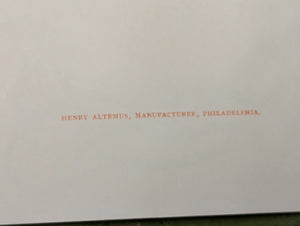 HENRY ALTEMUS, MANUFACTURER, PHILADELPHIA.